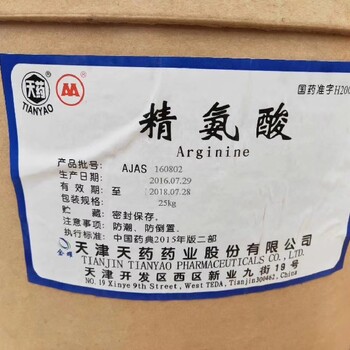 天药
TIANYAO
国药准字H200
精氨酸
Arginine
产品批号: AJAS 160802
生产日期: 2016.07.29
有效期至: 2018.07.28
包装规格: 25kg
贮藏: 密封保存。
注意事项: 防潮、防倒置。
执行标准: 中国药典2015年版二部
金耀 天津天药药业股份有限公司
TIANJIN TIANYAO PHARMACEUTICALS CO., LTD.
天津开发区西区新业九街19号
NO. 19 Xinye 9th Street, West TEDA, Tianjin300462, China